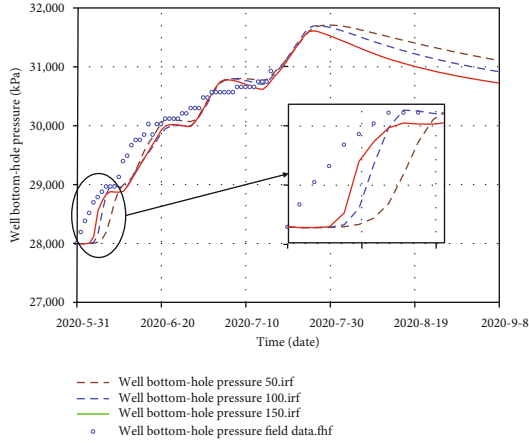 32,000
31,000
30,000
29,000
28,000
27,000
Well bottom-hole pressure (kPa)
2020-5-31 2020-6-20 2020-7-10 2020-7-30 2020-8-19 2020-9-8
Time (date)
Well bottom-hole pressure 50.irf
Well bottom-hole pressure 100.irf
Well bottom-hole pressure 150.irf
Well bottom-hole pressure field data.fhf